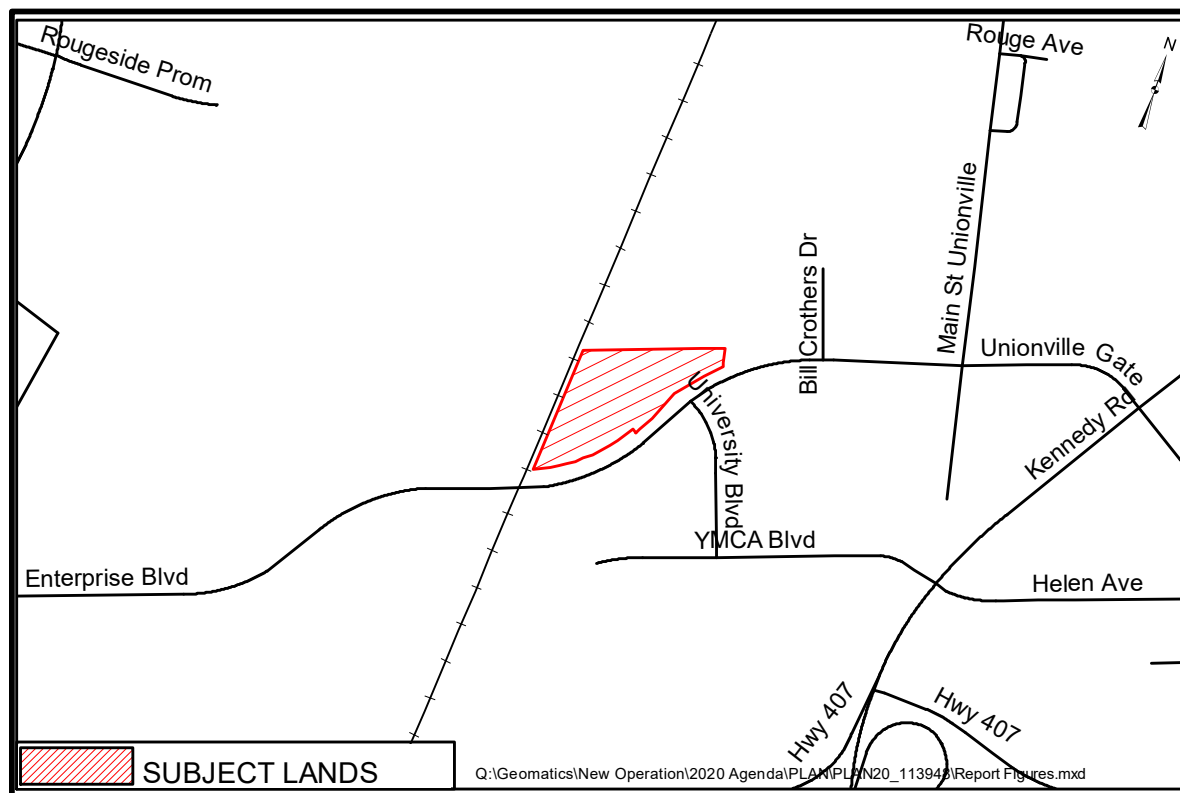 Rougeside Prom
Rouge Ave
N
Main St Unionville
Bill Crothers Dr
Unionville Gate
Kennedy Rd
University Blvd
YMCA Blvd
Enterprise Blvd
Helen Ave
Hwy 407
Hwy 407
SUBJECT LANDS
Q:\Geomatics\New Operation\2020 Agenda\PLAN\PLAN20_113948\Report Figures.mxd